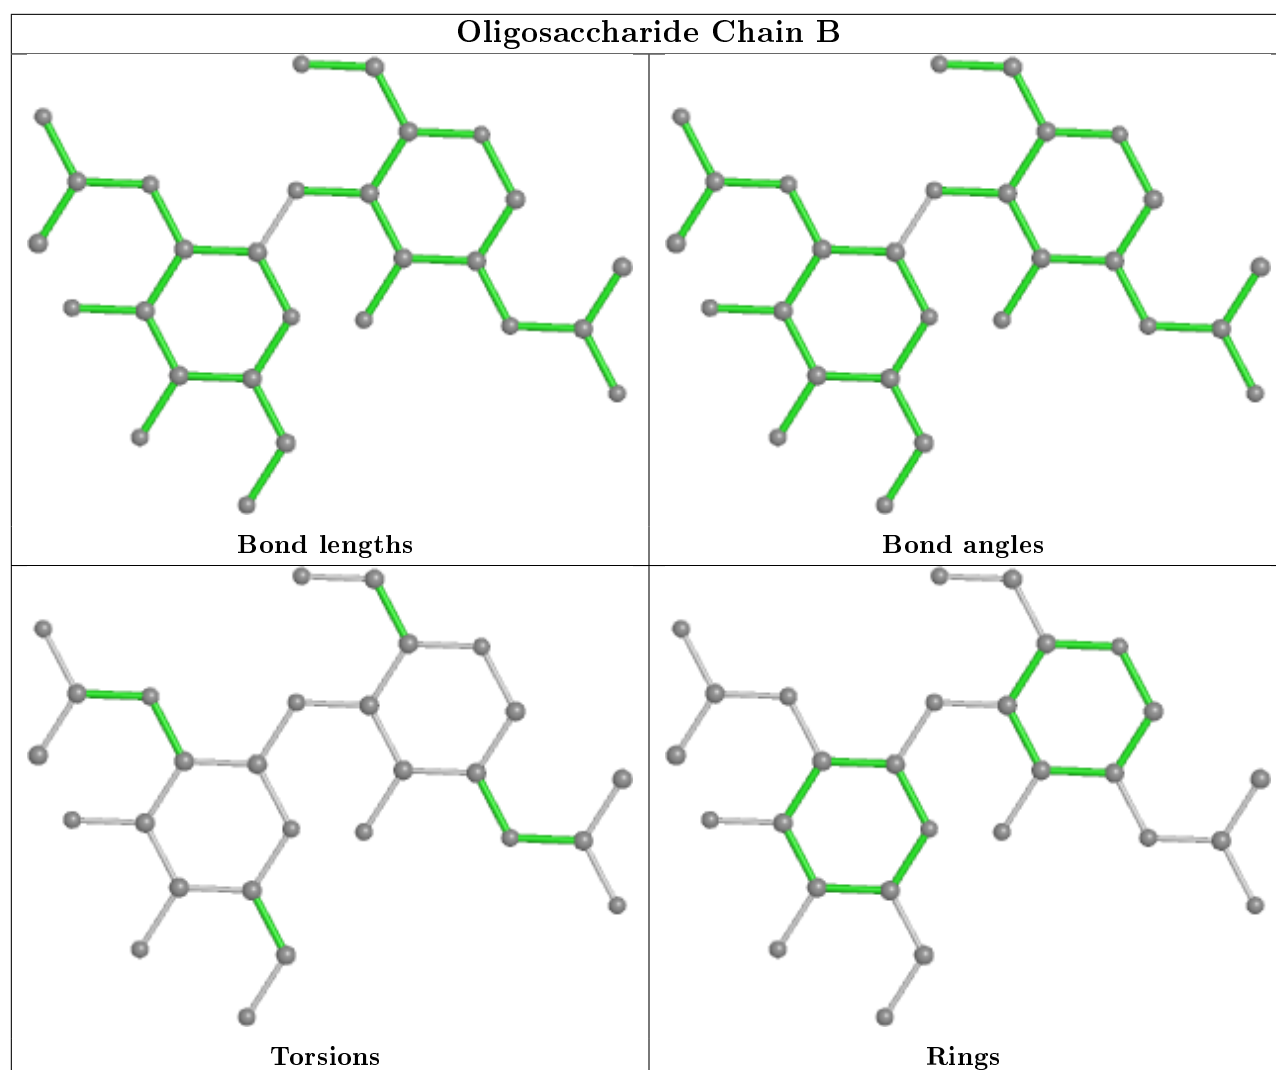 Oligosaccharide Chain B
Bond lengths
Bond angles
Torsions
Rings